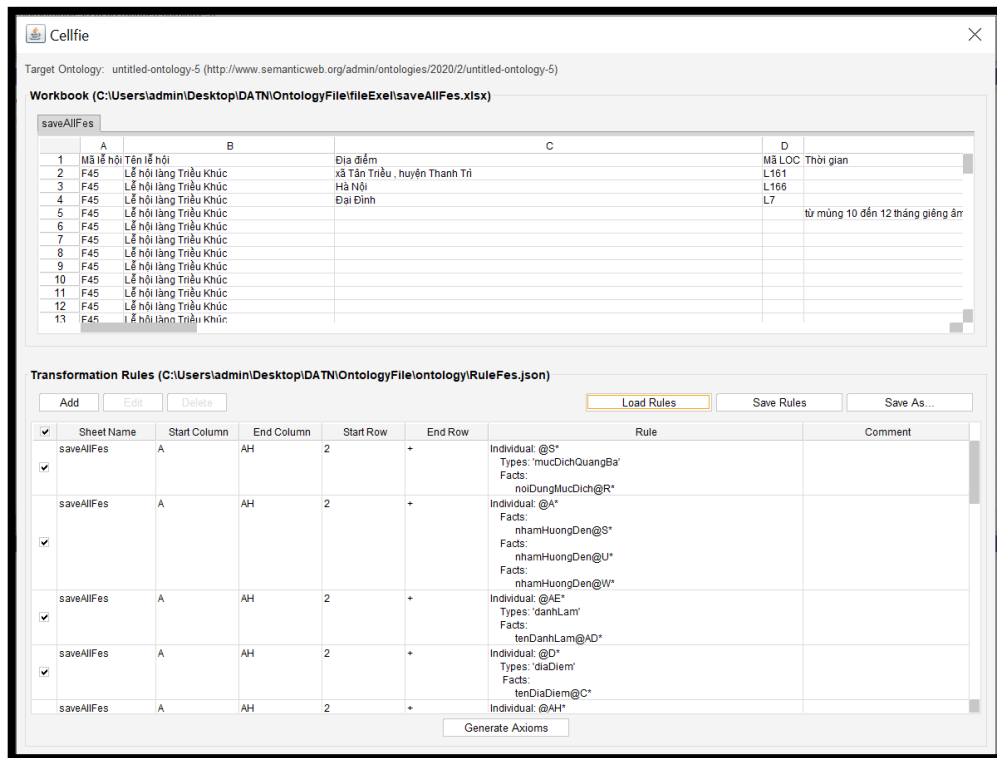 Cellfie
Target Ontology: untitled-ontology-5 (http://www.semanticweb.org/admin/ontologies/2020/2/untitled-ontology-5)
Workbook (C:\Users\admin\Desktop\DATN\OntologyFile\fileExel\saveAllFes.xlsx)
saveAllFes
A B C D
1 Mã lễ hội Tên lễ hội Địa điểm Mã LOC Thời gian
2 F45 Lễ hội làng Triều Khúc xã Tân Triều , huyện Thanh Trì L161
3 F45 Lễ hội làng Triều Khúc Hà Nội L166
4 F45 Lễ hội làng Triều Khúc Đại Đình L7
5 F45 Lễ hội làng Triều Khúc từ mùng 10 đến 12 tháng giêng âm
6 F45 Lễ hội làng Triều Khúc
7 F45 Lễ hội làng Triều Khúc
8 F45 Lễ hội làng Triều Khúc
9 F45 Lễ hội làng Triều Khúc
10 F45 Lễ hội làng Triều Khúc
11 F45 Lễ hội làng Triều Khúc
12 F45 Lễ hội làng Triều Khúc
13 F45 Lễ hội làng Triều Khúc
Transformation Rules (C:\Users\admin\Desktop\DATN\OntologyFile\ontology\RuleFes.json)
Add Edit Delete Load Rules Save Rules Save As...
Sheet Name Start Column End Column Start Row End Row Rule Comment
saveAllFes A AH 2 + Individual: @S*
Types: 'mucDichQuangBa'
Facts:
noiDungMucDich@R*
saveAllFes A AH 2 + Individual: @A*
Facts:
nhamHuongDen@S*
Facts:
nhamHuongDen@U*
Facts:
nhamHuongDen@W*
saveAllFes A AH 2 + Individual: @AE*
Types: 'danhLam'
Facts:
tenDanhLam@AD*
saveAllFes A AH 2 + Individual: @D*
Types: 'diaDiem'
Facts:
tenDiaDiem@C*
saveAllFes A AH 2 + Individual: @AH*
Generate Axioms